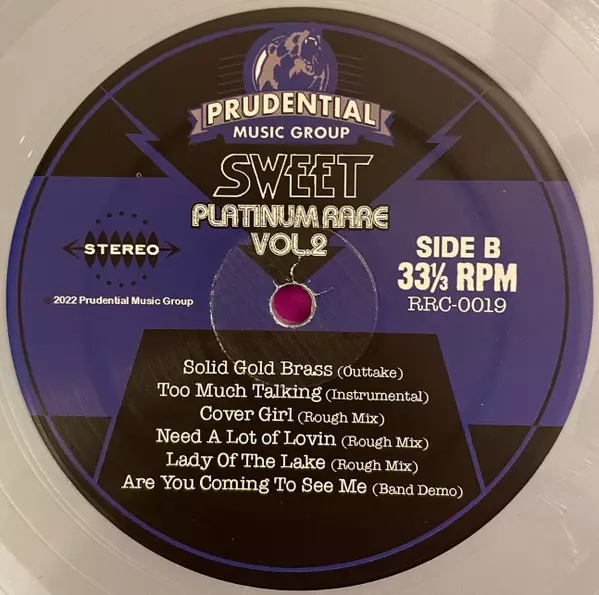 PRUDENTIAL
MUSIC GROUP
SWEET
PLATINUM RARE
VOL.2
STEREO
SIDE B
33⅓ RPM
RRC-0019
© 2022 Prudential Music Group
Solid Gold Brass (Outtake)
Too Much Talking (Instrumental)
Cover Girl (Rough Mix)
Need A Lot of Lovin (Rough Mix)
Lady Of The Lake (Rough Mix)
Are You Coming To See Me (Band Demo)